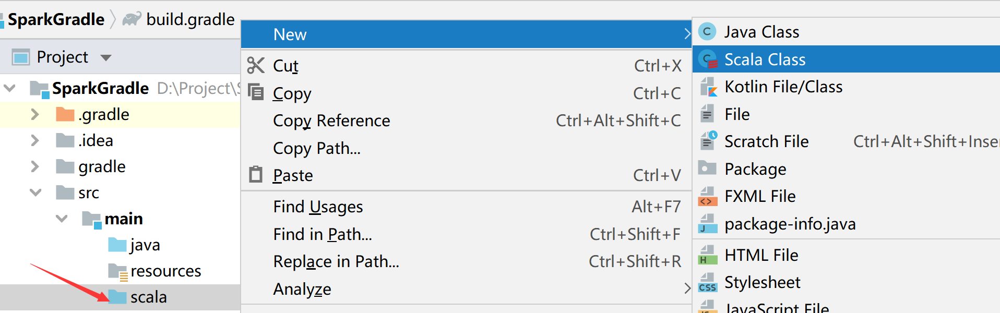 SparkGradle build.gradle
Project
SparkGradle D:\Project\
.gradle
.idea
gradle
src
main
java
resources
scala
New
Cut Ctrl+X
Copy Ctrl+C
Copy Reference Ctrl+Alt+Shift+C
Copy Path...
Paste Ctrl+V
Find Usages Alt+F7
Find in Path... Ctrl+Shift+F
Replace in Path... Ctrl+Shift+R
Analyze
Java Class
Scala Class
Kotlin File/Class
File
Scratch File Ctrl+Alt+Shift+Inser
Package
FXML File
package-info.java
HTML File
Stylesheet
JavaScript File